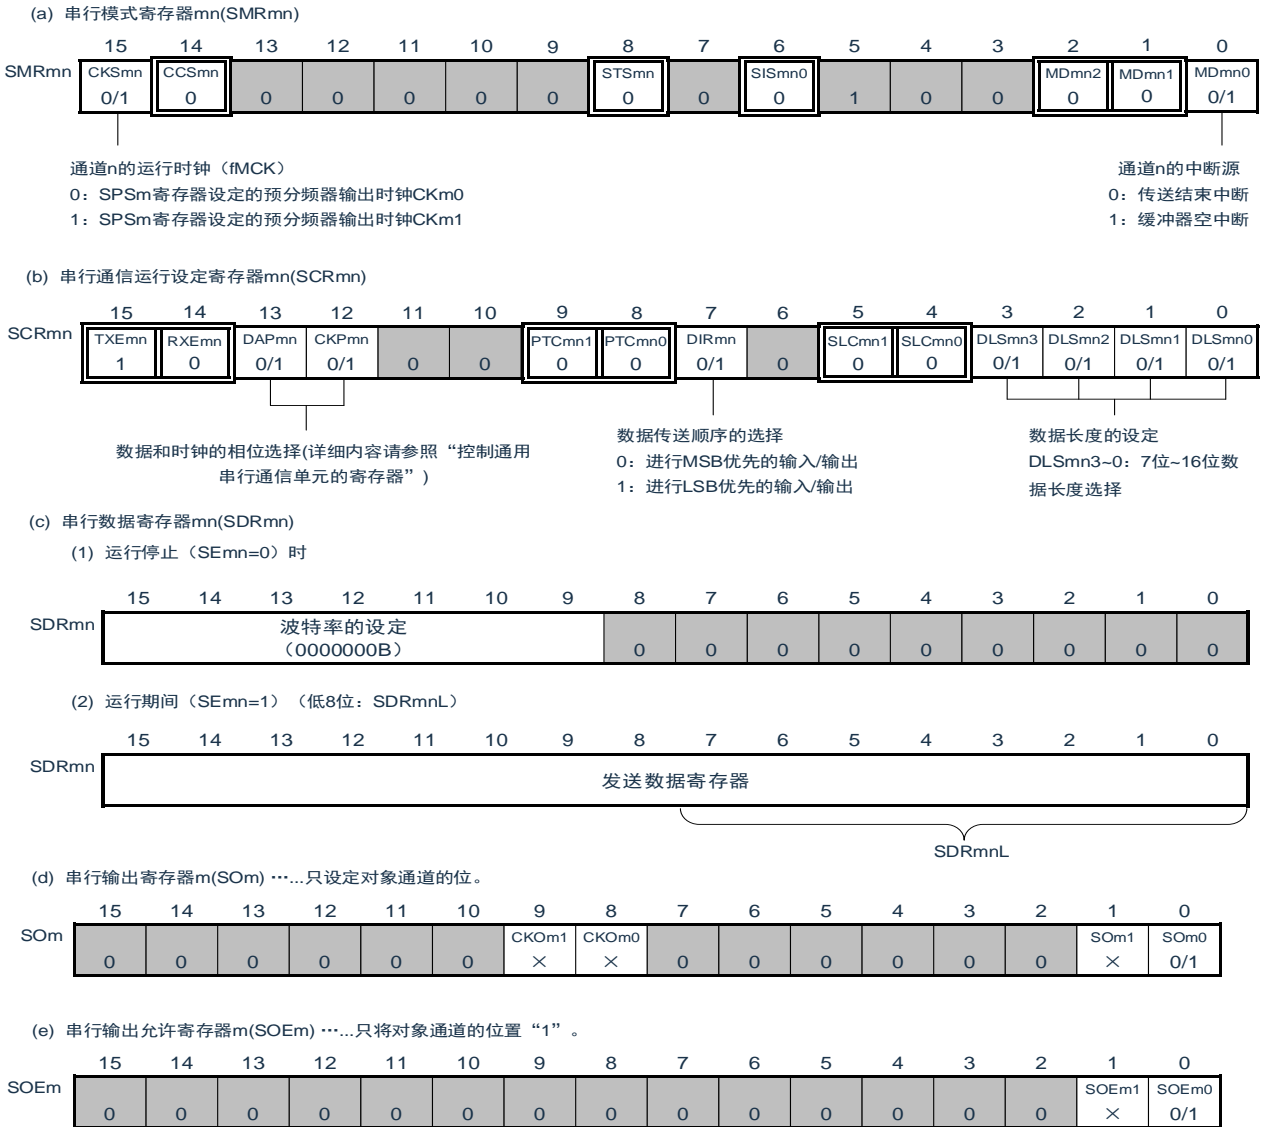 (a) 串行模式寄存器mn(SMRmn)
15 14 13 12 11 10 9 8 7 6 5 4 3 2 1 0
SMRmn CKSmn CCSmn STSmn SISmn0 MDmn2 MDmn1 MDmn0
0/1 0 0 0 0 0 0 0 0 0 1 0 0 0 0 0/1
通道n的运行时钟（fMCK）
0：SPSm寄存器设定的预分频器输出时钟CKm0
1：SPSm寄存器设定的预分频器输出时钟CKm1
通道n的中断源
0：传送结束中断
1：缓冲器空中断
(b) 串行通信运行设定寄存器mn(SCRmn)
15 14 13 12 11 10 9 8 7 6 5 4 3 2 1 0
SCRmn TXEmn RXEmn DAPmn CKPmn PTCmn1 PTCmn0 DIRmn SLCmn1 SLCmn0 DLSmn3 DLSmn2 DLSmn1 DLSmn0
1 0 0/1 0/1 0 0 0 0 0/1 0 0 0 0/1 0/1 0/1 0/1
数据和时钟的相位选择(详细内容请参照“控制通用
串行通信单元的寄存器”)
数据传送顺序的选择
0：进行MSB优先的输入/输出
1：进行LSB优先的输入/输出
数据长度的设定
DLSmn3~0：7位~16位数
据长度选择
(c) 串行数据寄存器mn(SDRmn)
(1) 运行停止（SEmn=0）时
15 14 13 12 11 10 9 8 7 6 5 4 3 2 1 0
SDRmn 波特率的设定
（0000000B） 0 0 0 0 0 0 0 0 0
(2) 运行期间（SEmn=1）（低8位：SDRmnL）
15 14 13 12 11 10 9 8 7 6 5 4 3 2 1 0
SDRmn 发送数据寄存器
SDRmnL
(d) 串行输出寄存器m(SOm) ⋯...只设定对象通道的位。
15 14 13 12 11 10 9 8 7 6 5 4 3 2 1 0
SOm CKOm1 CKOm0 SOm1 SOm0
0 0 0 0 0 0 × × 0 0 0 0 0 0 × 0/1
(e) 串行输出允许寄存器m(SOEm) ⋯...只将对象通道的位置“1”。
15 14 13 12 11 10 9 8 7 6 5 4 3 2 1 0
SOEm SOEm1 SOEm0
0 0 0 0 0 0 0 0 0 0 0 0 0 0 × 0/1